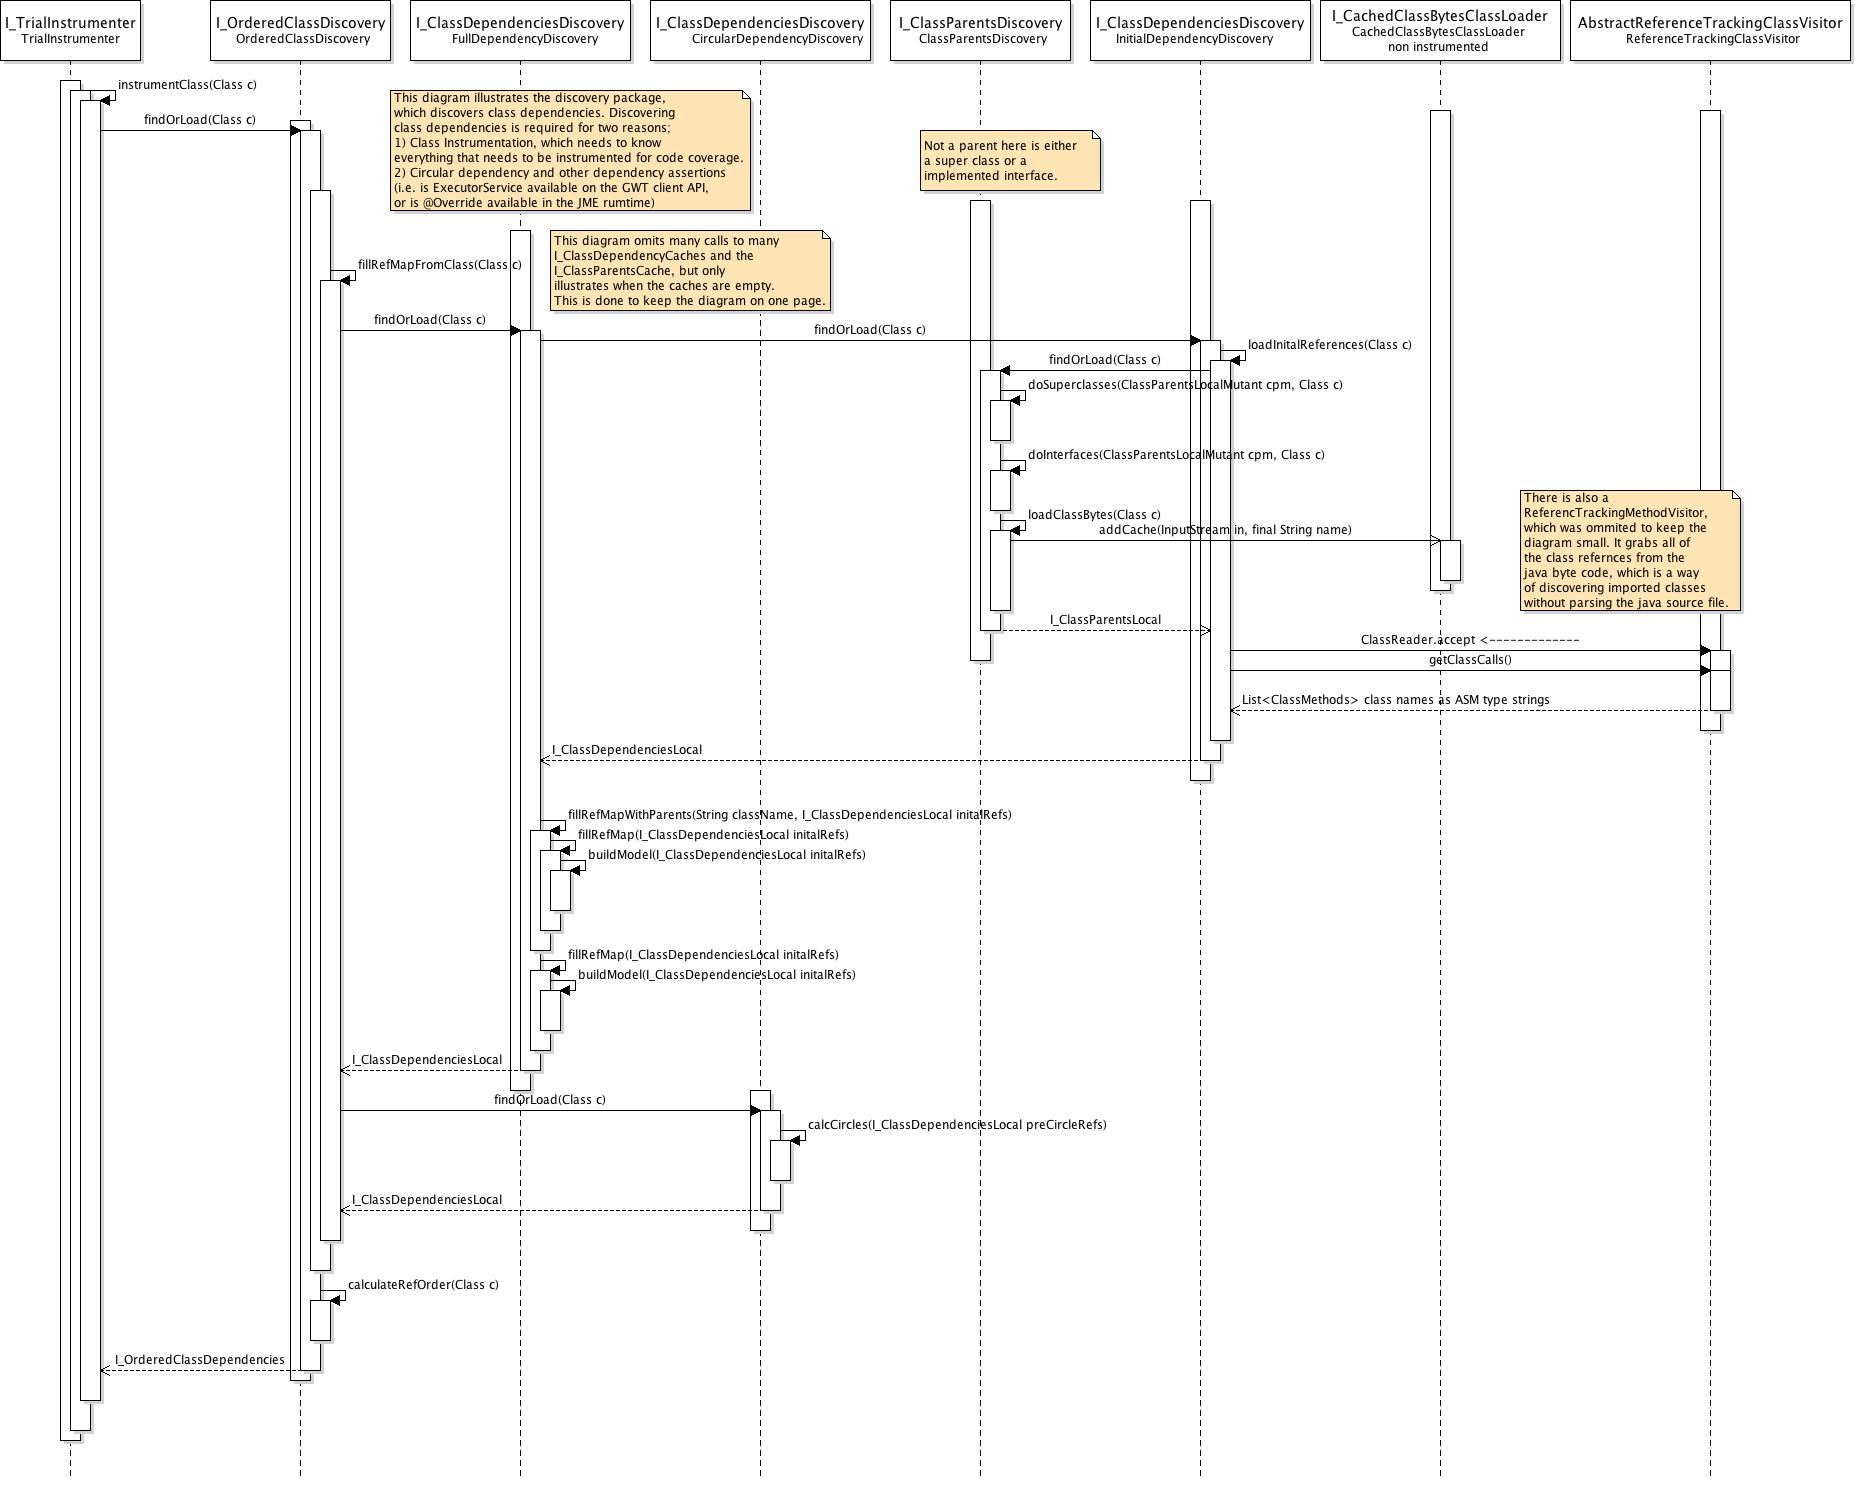 I_TrialInstrumenter
TrialInstrumenter
I_OrderedClassDiscovery
OrderedClassDiscovery
I_ClassDependenciesDiscovery
FullDependencyDiscovery
I_ClassDependenciesDiscovery
CircularDependencyDiscovery
I_ClassParentsDiscovery
ClassParentsDiscovery
I_ClassDependenciesDiscovery
InitialDependencyDiscovery
I_CachedClassBytesClassLoader
CachedClassBytesClassLoader
non instrumented
AbstractReferenceTrackingClassVisitor
ReferenceTrackingClassVisitor
instrumentClass(Class c)
findOrLoad(Class c)
This diagram illustrates the discovery package,
which discovers class dependencies. Discovering
class dependencies is required for two reasons;
1) Class Instrumentation, which needs to know
everything that needs to be instrumented for code coverage.
2) Circular dependency and other dependency assertions
(i.e. is ExecutorService available on the GWT client API,
or is @Override available in the JME rumtime)
Not a parent here is either
a super class or a
implemented interface.
This diagram omits many calls to many
I_ClassDependencyCaches and the
I_ClassParentsCache, but only
illustrates when the caches are empty.
This is done to keep the diagram on one page.
fillRefMapFromClass(Class c)
findOrLoad(Class c)
findOrLoad(Class c)
loadInitalReferences(Class c)
findOrLoad(Class c)
doSuperclasses(ClassParentsLocalMutant cpm, Class c)
doInterfaces(ClassParentsLocalMutant cpm, Class c)
loadClassBytes(Class c)
addCache(InputStream in, final String name)
There is also a
ReferencTrackingMethodVisitor,
which was ommited to keep the
diagram small. It grabs all of
the class refernces from the
java byte code, which is a way
of discovering imported classes
without parsing the java source file.
I_ClassParentsLocal
ClassReader.accept <-------------
getClassCalls()
List<ClassMethods> class names as ASM type strings
I_ClassDependenciesLocal
fillRefMapWithParents(String className, I_ClassDependenciesLocal initalRefs)
fillRefMap(I_ClassDependenciesLocal initalRefs)
buildModel(I_ClassDependenciesLocal initalRefs)
fillRefMap(I_ClassDependenciesLocal initalRefs)
buildModel(I_ClassDependenciesLocal initalRefs)
I_ClassDependenciesLocal
findOrLoad(Class c)
calcCircles(I_ClassDependenciesLocal preCircleRefs)
I_ClassDependenciesLocal
calculateRefOrder(Class c)
I_OrderedClassDependencies